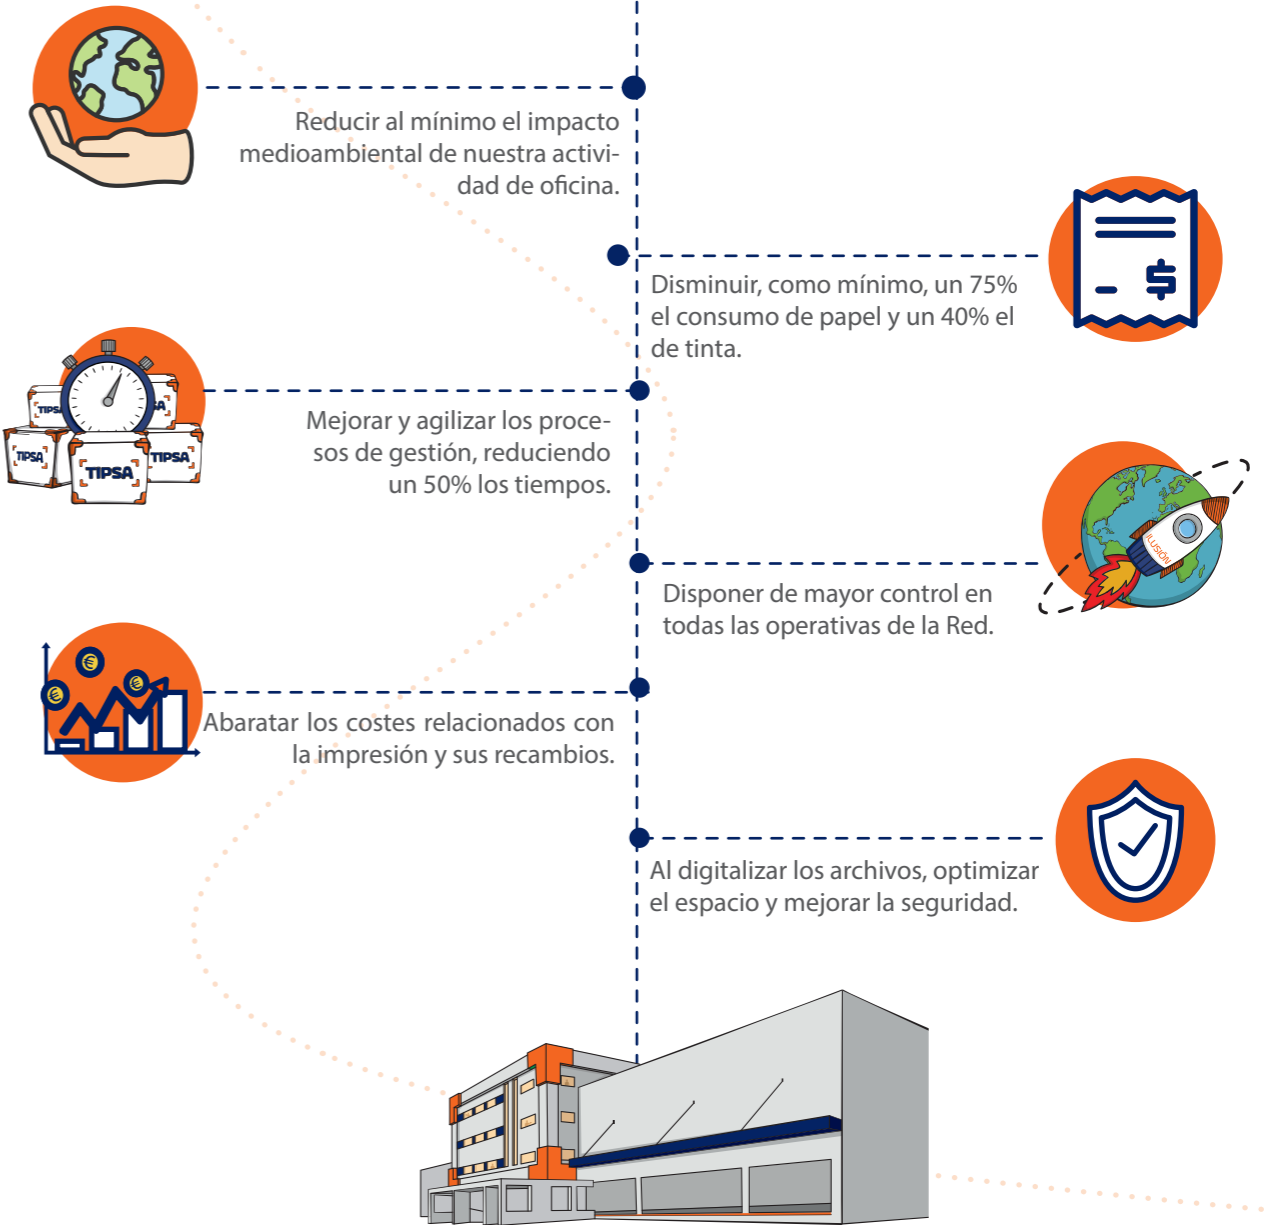 Reducir al mínimo el impacto
medioambiental de nuestra activi-
dad de oficina.
Disminuir, como mínimo, un 75%
el consumo de papel y un 40% el
de tinta.
$
TIPSA
TIPSA
TIPSA
Mejorar y agilizar los proce-
sos de gestión, reduciendo
un 50% los tiempos.
ILUSIÓN
Disponer de mayor control en
todas las operativas de la Red.
€
€
€
Abaratar los costes relacionados con
la impresión y sus recambios.
Al digitalizar los archivos, optimizar
el espacio y mejorar la seguridad.